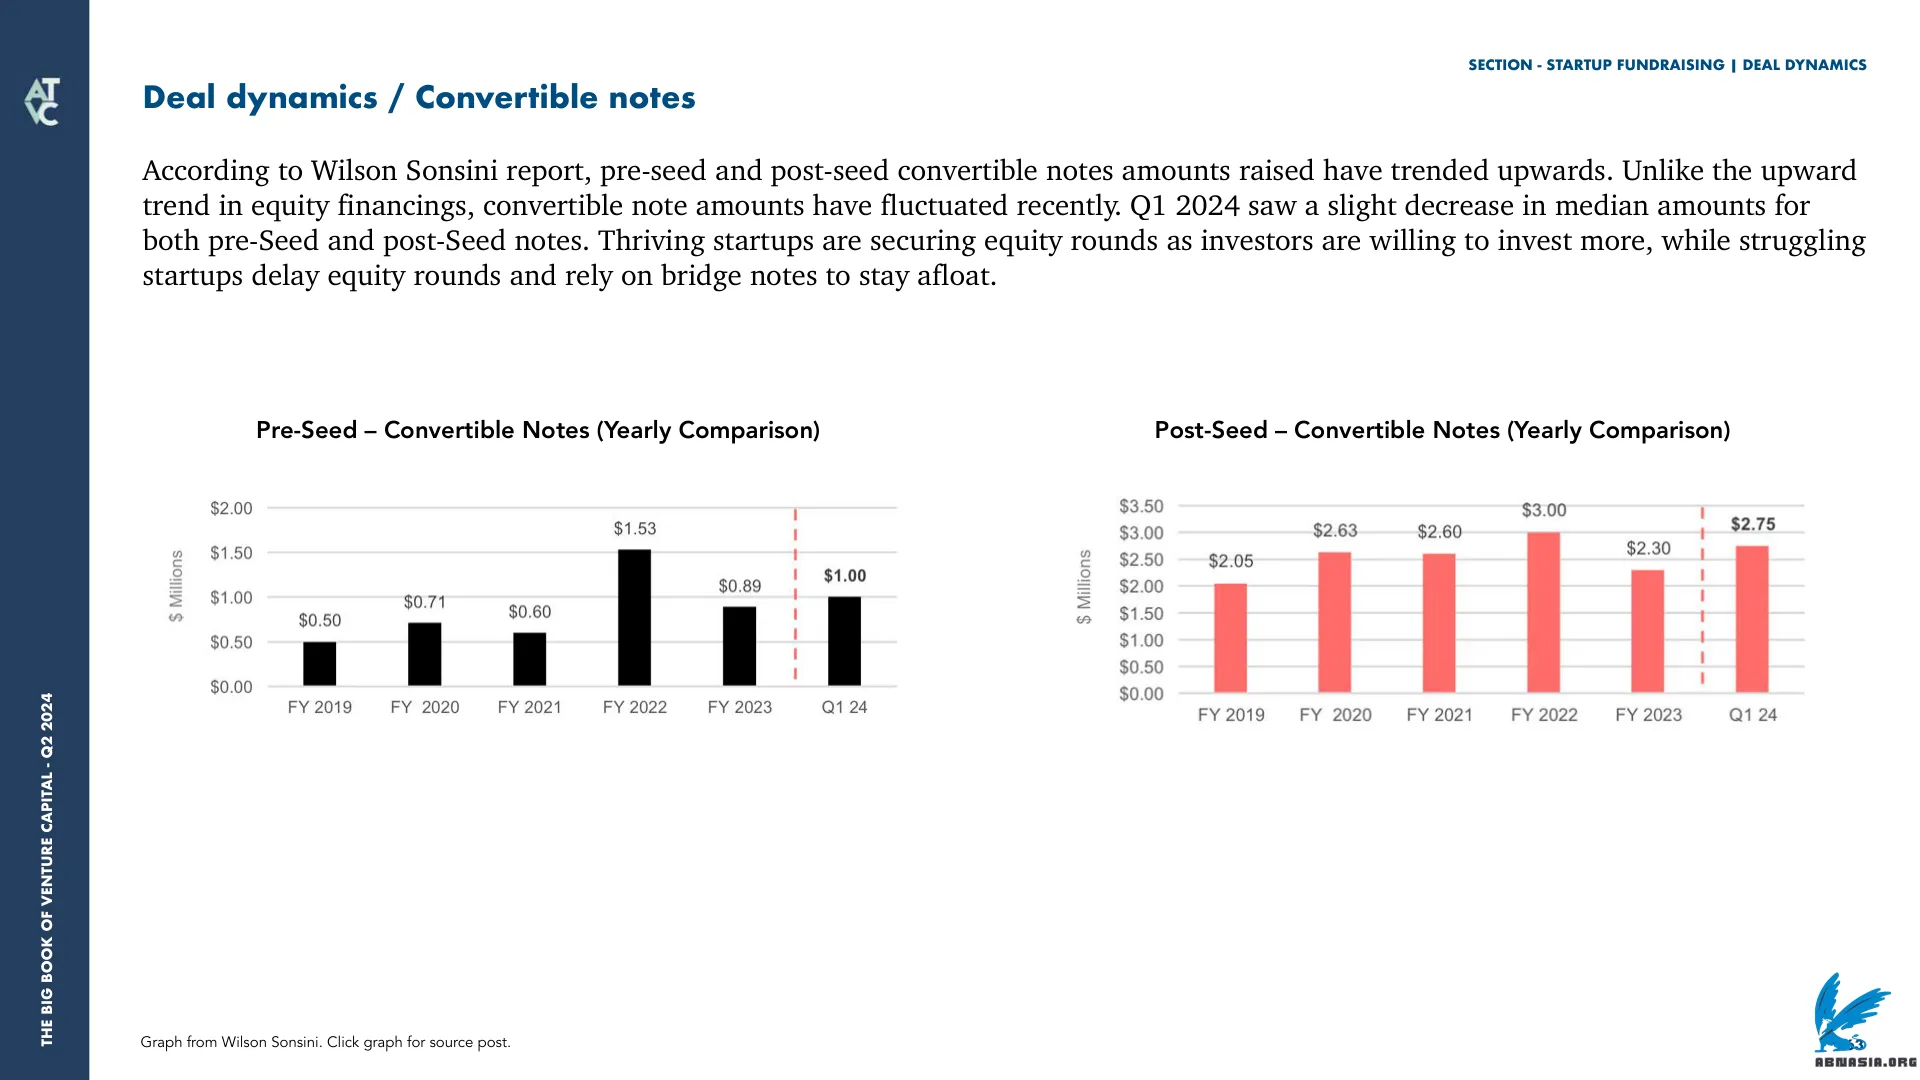 AT
VC
THE BIG BOOK OF VENTURE CAPITAL - Q2 2024
SECTION - STARTUP FUNDRAISING | DEAL DYNAMICS
Deal dynamics / Convertible notes
According to Wilson Sonsini report, pre-seed and post-seed convertible notes amounts raised have trended upwards. Unlike the upward
trend in equity financings, convertible note amounts have fluctuated recently. Q1 2024 saw a slight decrease in median amounts for
both pre-Seed and post-Seed notes. Thriving startups are securing equity rounds as investors are willing to invest more, while struggling
startups delay equity rounds and rely on bridge notes to stay afloat.
Pre-Seed – Convertible Notes (Yearly Comparison)
$ Millions
$2.00
$1.50
$1.00
$0.50
$0.00
$0.50
$0.71
$0.60
$1.53
$0.89
$1.00
FY 2019 FY 2020 FY 2021 FY 2022 FY 2023 Q1 24
Post-Seed – Convertible Notes (Yearly Comparison)
$ Millions
$3.50
$3.00
$2.50
$2.00
$1.50
$1.00
$0.50
$0.00
$2.05
$2.63
$2.60
$3.00
$2.30
$2.75
FY 2019 FY 2020 FY 2021 FY 2022 FY 2023 Q1 24
Graph from Wilson Sonsini. Click graph for source post.
ABNASIA.ORG